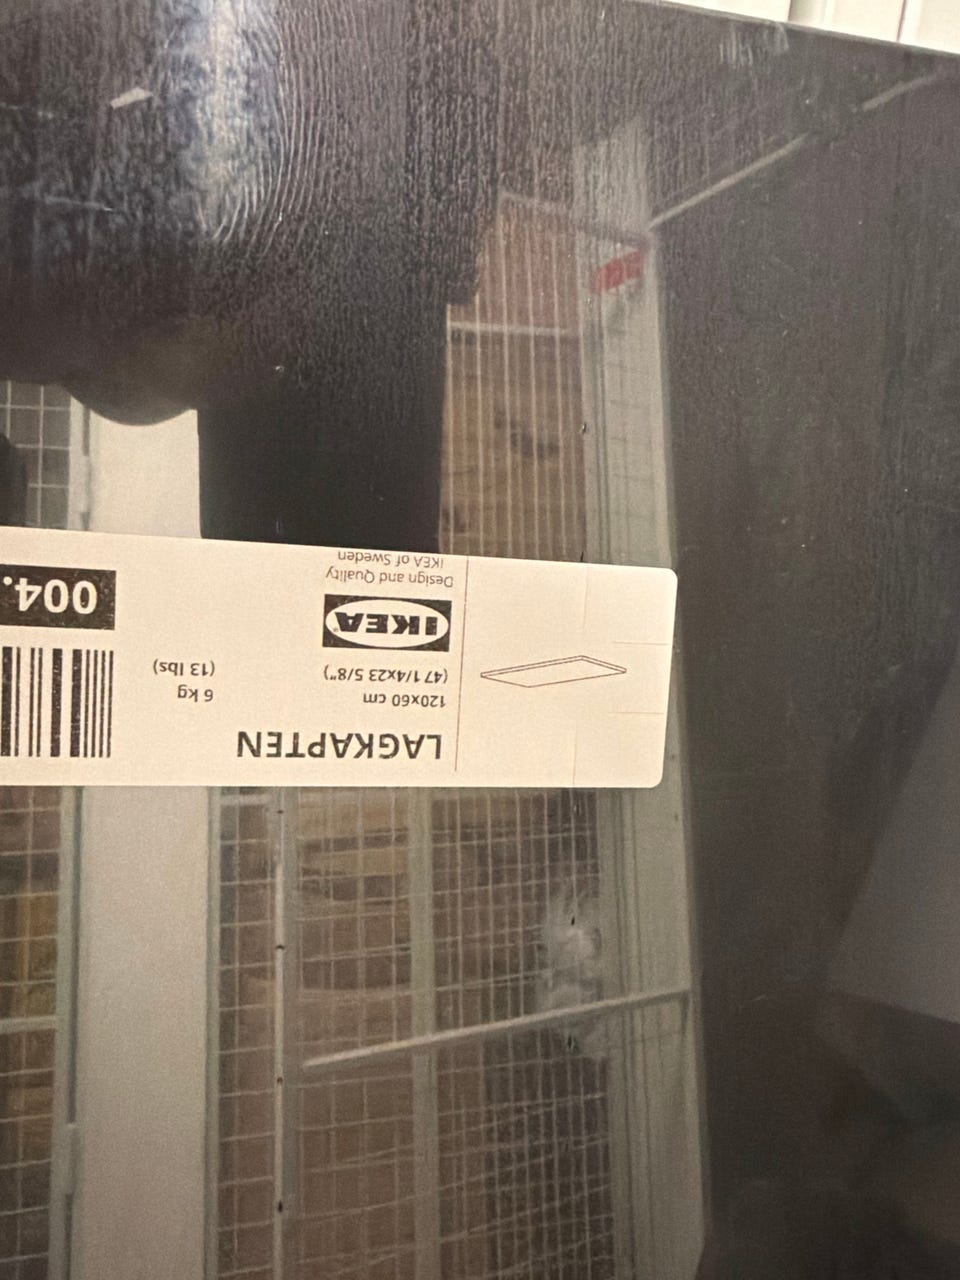 LAGKAPTEN
120x60 cm
(47 1/4x23 5/8")
6 kg
(13 lbs)
IKEA
Design and Quality
IKEA of Sweden
004.